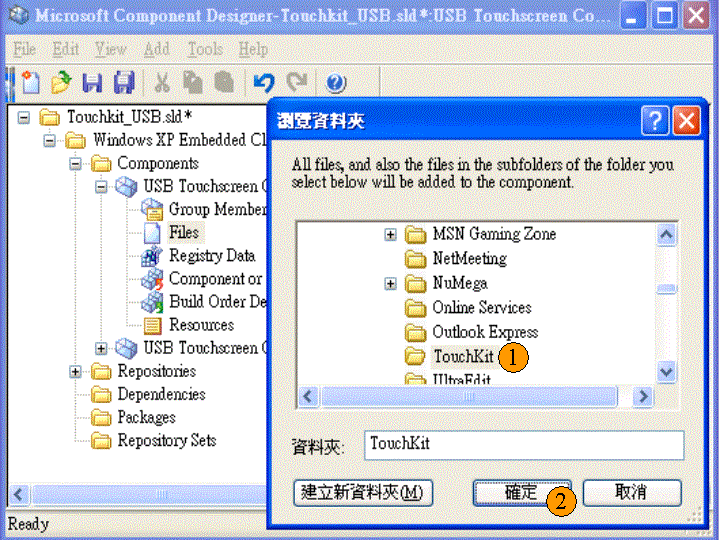 Microsoft Component Designer-Touchkit_USB.sld*:USB Touchscreen Co...
File Edit View Add Tools Help
Touchkit_USB.sld*
Windows XP Embedded Cl
Components
USB Touchscreen
Group Member
Files
Registry Data
Component or
Build Order De
Resources
USB Touchscreen
Repositories
Dependencies
Packages
Repository Sets
Ready
瀏覽資料夾
All files, and also the files in the subfolders of the folder you
select below will be added to the component.
MSN Gaming Zone
NetMeeting
NuMega
Online Services
Outlook Express
TouchKit 1
UltraEdit
資料夾: TouchKit
建立新資料夾(M) 確定 2 取消